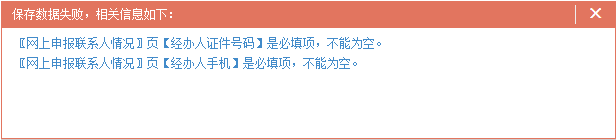 保存数据失败，相关信息如下：
〖网上申报联系人情况〗页【经办人证件号码】是必填项，不能为空。
〖网上申报联系人情况〗页【经办人手机】是必填项，不能为空。